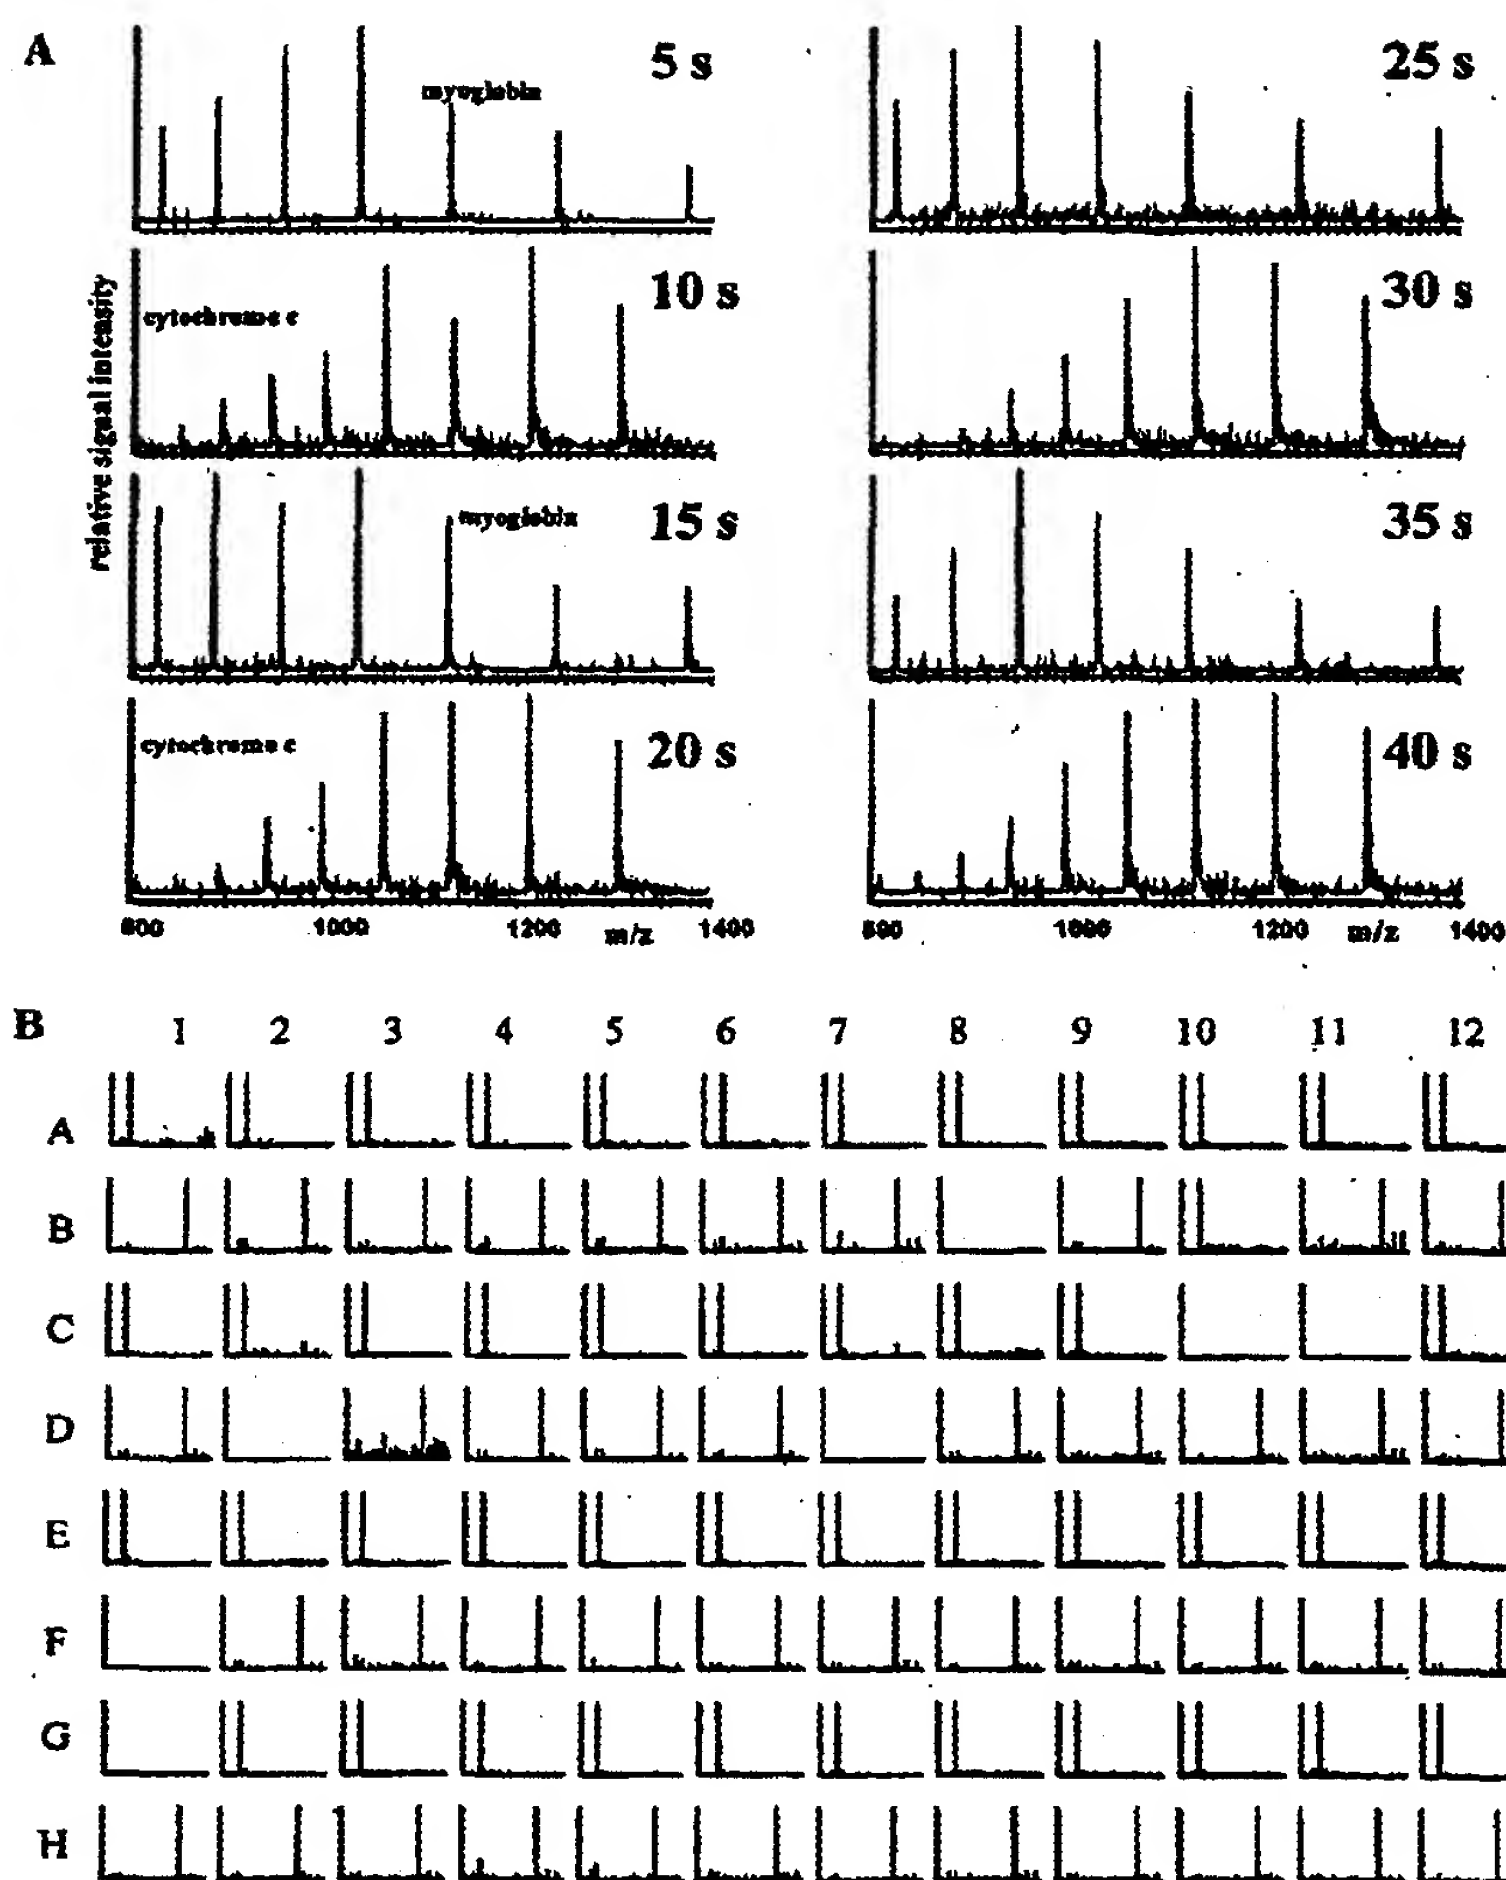 A
5 s
25 s
myoglobin
10 s
30 s
cytochrome c
relative signal intensity
15 s
35 s
myoglobin
20 s
40 s
cytochrome c
800 1000 1200 m/z 1400
800 1000 1200 m/z 1400
B
1 2 3 4 5 6 7 8 9 10 11 12
A
B
C
D
E
F
G
H